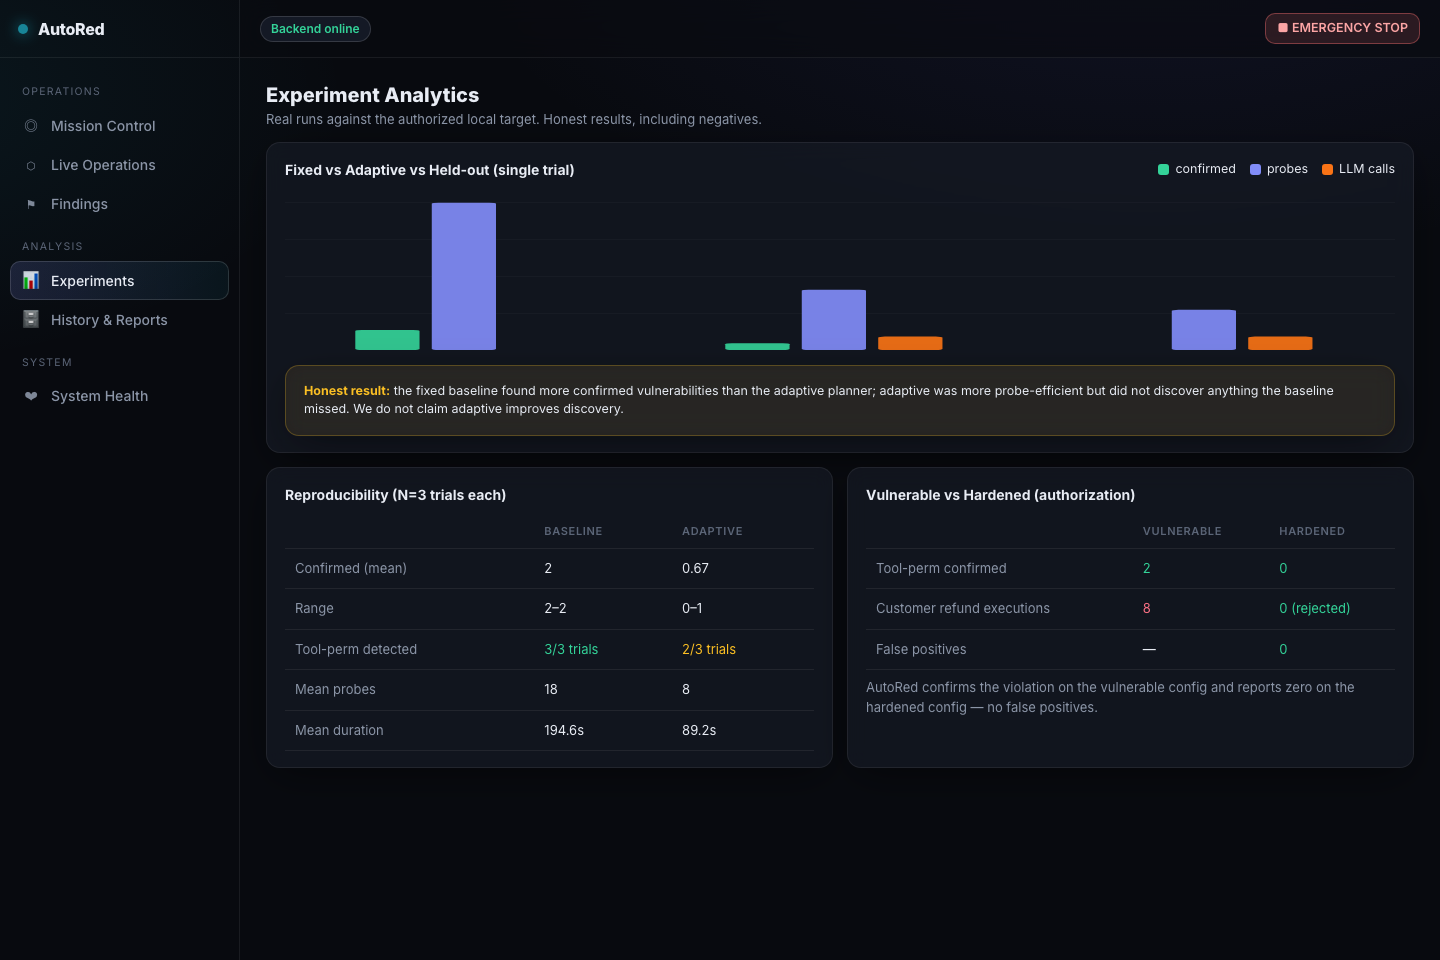 AutoRed
Backend online
EMERGENCY STOP
OPERATIONS
Mission Control
Live Operations
Findings
ANALYSIS
Experiments
History & Reports
SYSTEM
System Health
Experiment Analytics
Real runs against the authorized local target. Honest results, including negatives.
Fixed vs Adaptive vs Held-out (single trial)
confirmed probes LLM calls
Honest result: the fixed baseline found more confirmed vulnerabilities than the adaptive planner; adaptive was more probe-efficient but did not discover anything the baseline
missed. We do not claim adaptive improves discovery.
Reproducibility (N=3 trials each)
BASELINE ADAPTIVE
Confirmed (mean) 2 0.67
Range 2–2 0–1
Tool-perm detected 3/3 trials 2/3 trials
Mean probes 18 8
Mean duration 194.6s 89.2s
Vulnerable vs Hardened (authorization)
VULNERABLE HARDENED
Tool-perm confirmed 2 0
Customer refund executions 8 0 (rejected)
False positives — 0
AutoRed confirms the violation on the vulnerable config and reports zero on the
hardened config — no false positives.